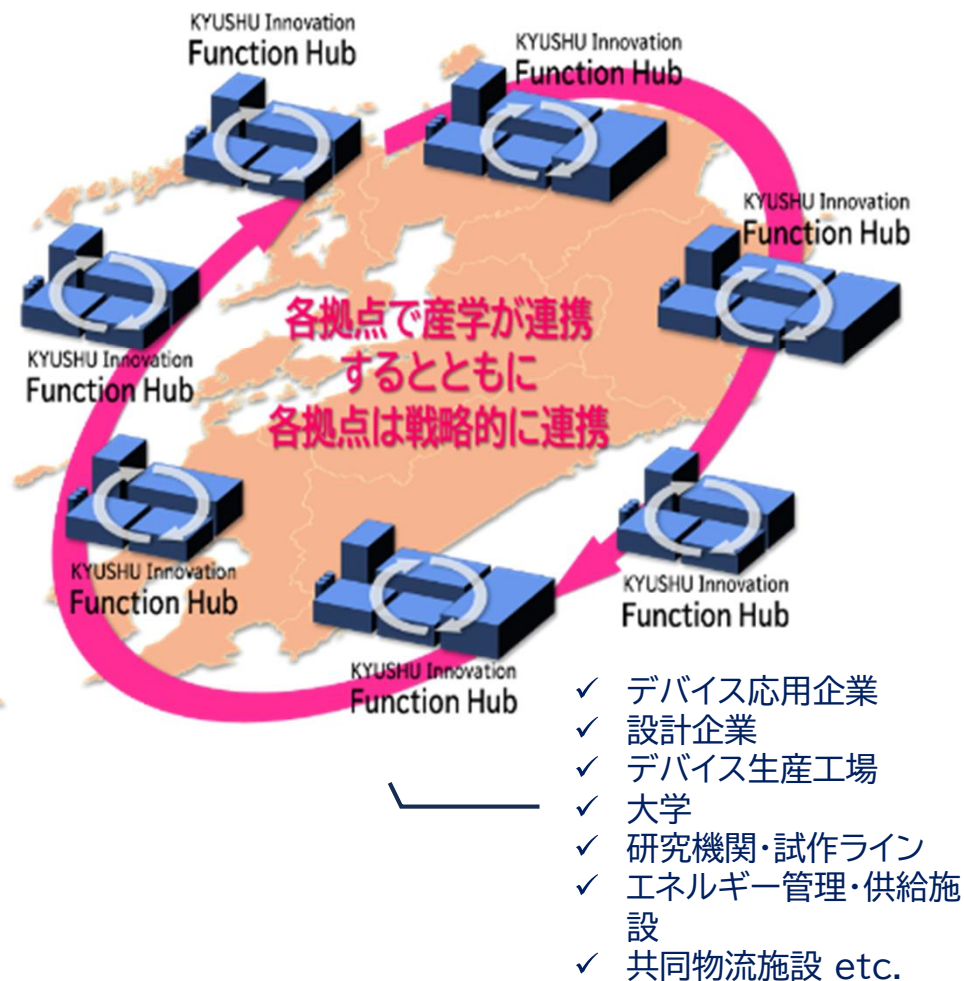 KYUSHU Innovation
Function Hub
KYUSHU Innovation
Function Hub
KYUSHU Innovation
Function Hub
各拠点で産学が連携
するとともに
各拠点は戦略的に連携
KYUSHU Innovation
Function Hub
KYUSHU Innovation
Function Hub
KYUSHU Innovation
Function Hub
KYUSHU Innovation
Function Hub
✓ デバイス応用企業
✓ 設計企業
✓ デバイス生産工場
✓ 大学
✓ 研究機関・試作ライン
✓ エネルギー管理・供給施
設
✓ 共同物流施設 etc.